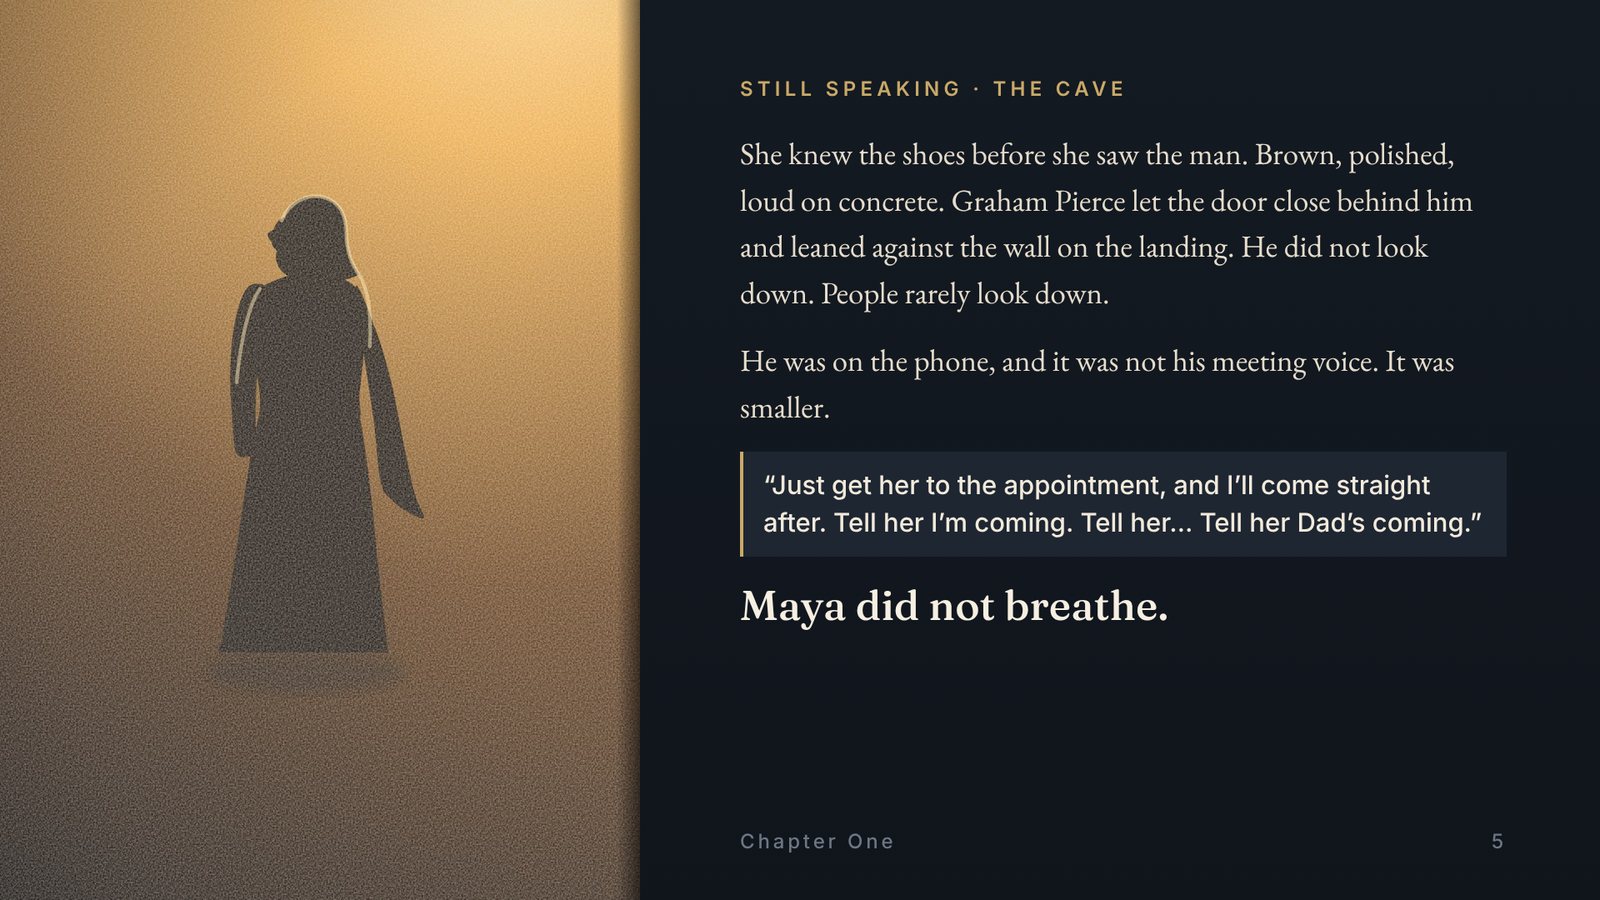 STILL SPEAKING · THE CAVE
She knew the shoes before she saw the man. Brown, polished,
loud on concrete. Graham Pierce let the door close behind him
and leaned against the wall on the landing. He did not look
down. People rarely look down.
He was on the phone, and it was not his meeting voice. It was
smaller.
“Just get her to the appointment, and I’ll come straight
after. Tell her I’m coming. Tell her… Tell her Dad’s coming.”
Maya did not breathe.
Chapter One
5